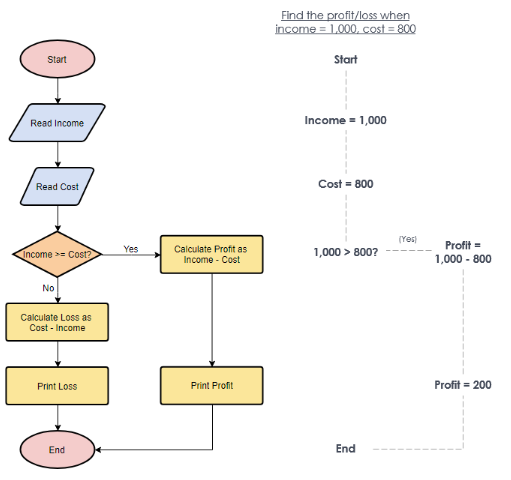 Find the profit/loss when
income = 1,000, cost = 800
Start
Read Income
Read Cost
Income >= Cost?
Yes
Calculate Profit as
Income - Cost
No
Calculate Loss as
Cost - Income
Print Loss
Print Profit
End
Start
Income = 1,000
Cost = 800
1,000 > 800?
(Yes)
Profit =
1,000 - 800
Profit = 200
End